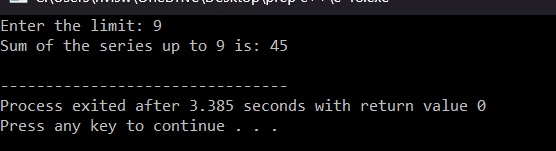 Enter the limit: 9
Sum of the series up to 9 is: 45
--------------------------------
Process exited after 3.385 seconds with return value 0
Press any key to continue . . .